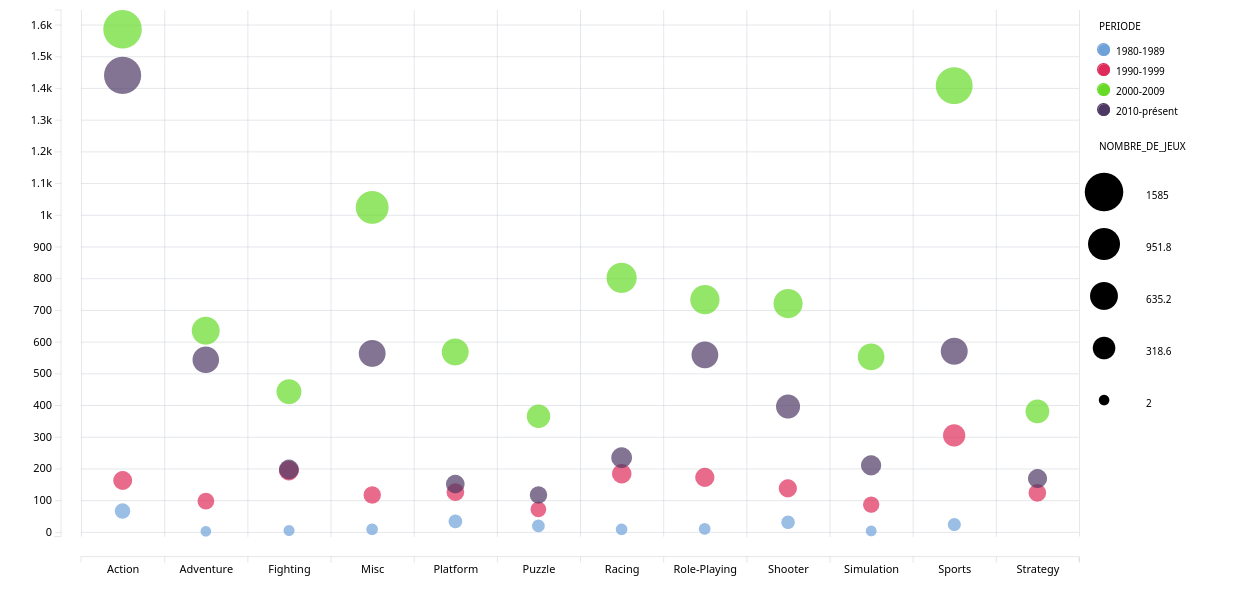 1.6k
1.5k
1.4k
1.3k
1.2k
1.1k
1k
900
800
700
600
500
400
300
200
100
0
Action Adventure Fighting Misc Platform Puzzle Racing Role-Playing Shooter Simulation Sports Strategy
PERIODE
1980-1989
1990-1999
2000-2009
2010-présent
NOMBRE_DE_JEUX
1585
951.8
635.2
318.6
2